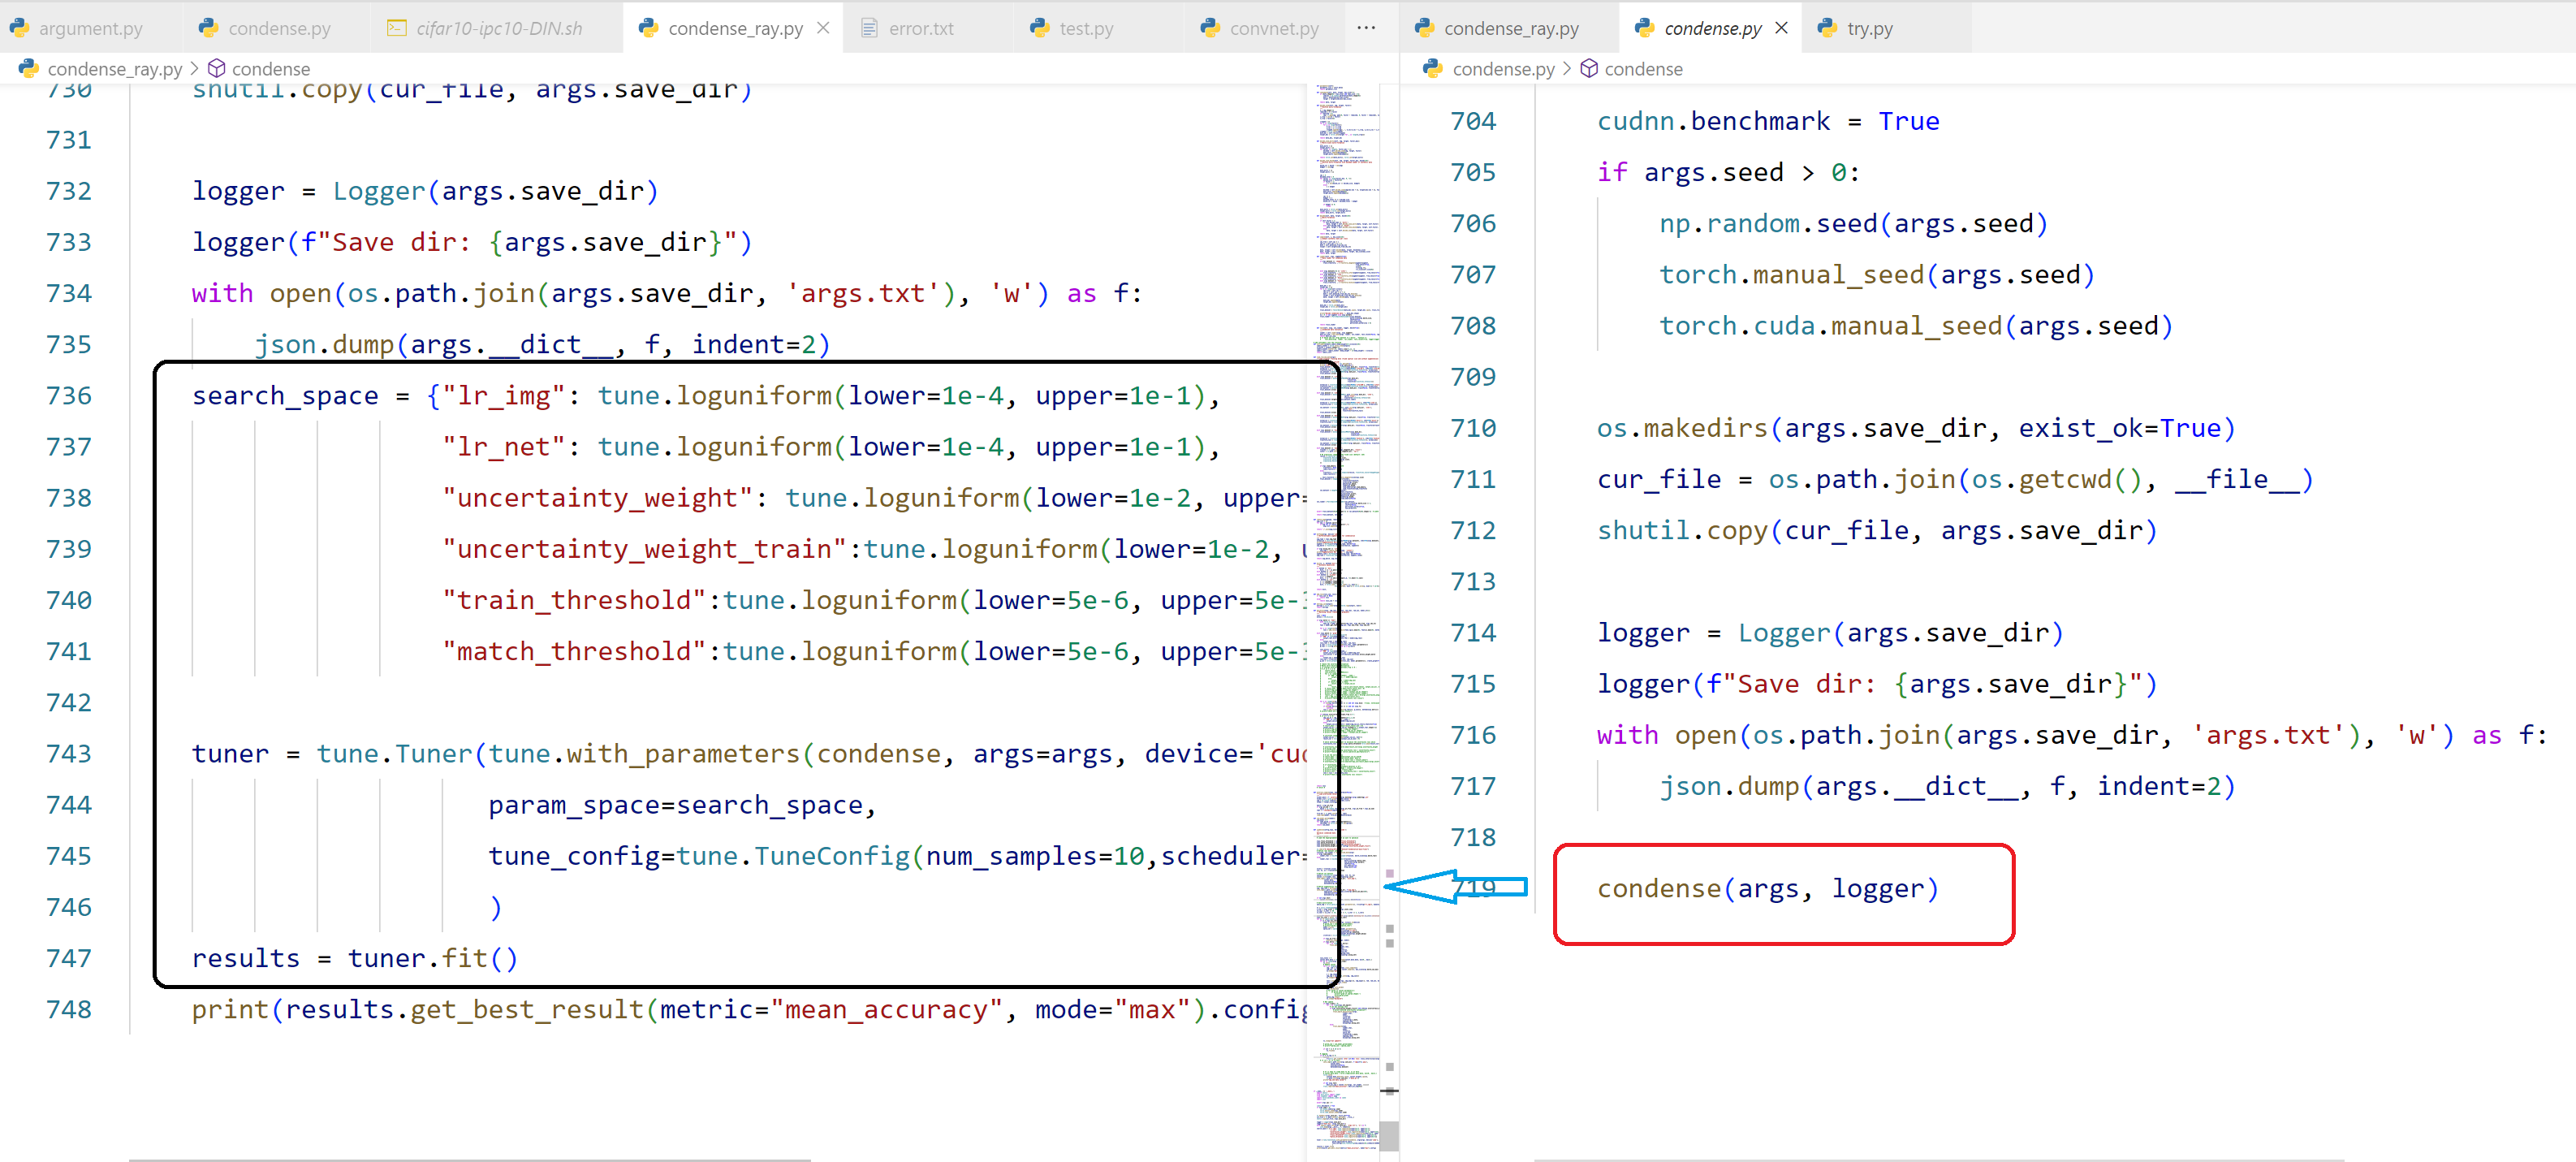 argument.py condense.py cifar10-ipc10-DIN.sh condense_ray.py error.txt test.py convnet.py ...
condense_ray.py > condense
730 shutil.copy(cur_file, args.save_dir)
731
732 logger = Logger(args.save_dir)
733 logger(f"Save dir: {args.save_dir}")
734 with open(os.path.join(args.save_dir, 'args.txt'), 'w') as f:
735 json.dump(args.__dict__, f, indent=2)
736 search_space = {"lr_img": tune.loguniform(lower=1e-4, upper=1e-1),
737 "lr_net": tune.loguniform(lower=1e-4, upper=1e-1),
738 "uncertainty_weight": tune.loguniform(lower=1e-2, upper=
739 "uncertainty_weight_train":tune.loguniform(lower=1e-2,
740 "train_threshold":tune.loguniform(lower=5e-6, upper=5e-
741 "match_threshold":tune.loguniform(lower=5e-6, upper=5e-
742
743 tuner = tune.Tuner(tune.with_parameters(condense, args=args, device='cu
744 param_space=search_space,
745 tune_config=tune.TuneConfig(num_samples=10,scheduler=
746 )
747 results = tuner.fit()
748 print(results.get_best_result(metric="mean_accuracy", mode="max").config
condense_ray.py condense.py try.py
condense.py > condense
704 cudnn.benchmark = True
705 if args.seed > 0:
706 np.random.seed(args.seed)
707 torch.manual_seed(args.seed)
708 torch.cuda.manual_seed(args.seed)
709
710 os.makedirs(args.save_dir, exist_ok=True)
711 cur_file = os.path.join(os.getcwd(), __file__)
712 shutil.copy(cur_file, args.save_dir)
713
714 logger = Logger(args.save_dir)
715 logger(f"Save dir: {args.save_dir}")
716 with open(os.path.join(args.save_dir, 'args.txt'), 'w') as f:
717 json.dump(args.__dict__, f, indent=2)
718
719 condense(args, logger)